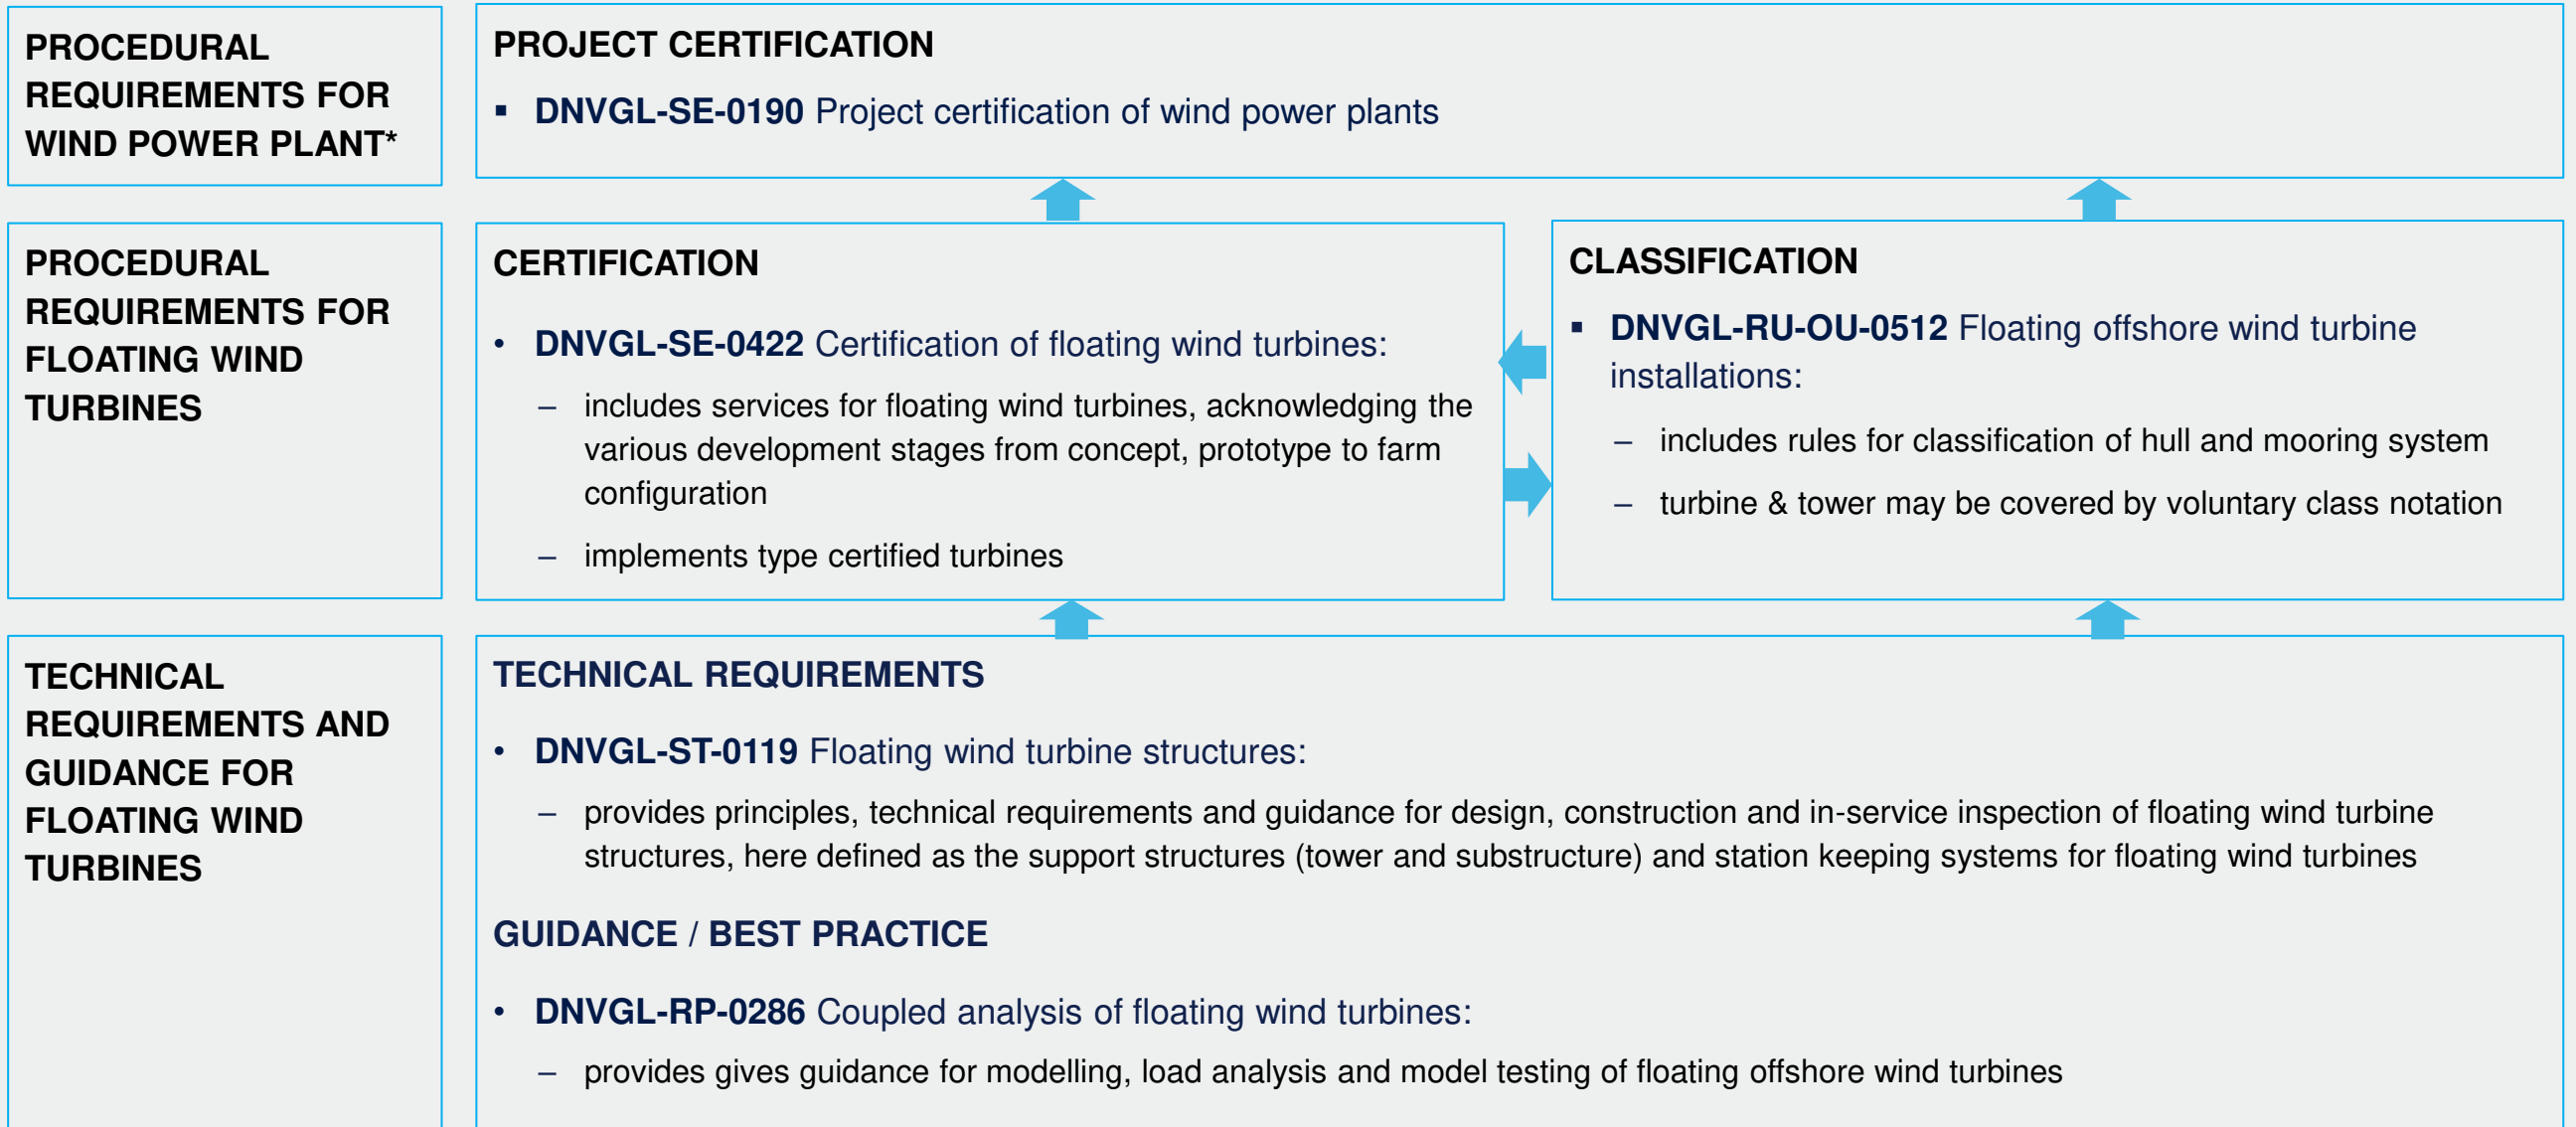 PROCEDURAL
REQUIREMENTS FOR
WIND POWER PLANT*
PROJECT CERTIFICATION
▪ DNVGL-SE-0190 Project certification of wind power plants
PROCEDURAL
REQUIREMENTS FOR
FLOATING WIND
TURBINES
CERTIFICATION
• DNVGL-SE-0422 Certification of floating wind turbines:
– includes services for floating wind turbines, acknowledging the
various development stages from concept, prototype to farm
configuration
– implements type certified turbines
CLASSIFICATION
▪ DNVGL-RU-OU-0512 Floating offshore wind turbine
installations:
– includes rules for classification of hull and mooring system
– turbine & tower may be covered by voluntary class notation
TECHNICAL
REQUIREMENTS AND
GUIDANCE FOR
FLOATING WIND
TURBINES
TECHNICAL REQUIREMENTS
• DNVGL-ST-0119 Floating wind turbine structures:
– provides principles, technical requirements and guidance for design, construction and in-service inspection of floating wind turbine
structures, here defined as the support structures (tower and substructure) and station keeping systems for floating wind turbines
GUIDANCE / BEST PRACTICE
• DNVGL-RP-0286 Coupled analysis of floating wind turbines:
– provides gives guidance for modelling, load analysis and model testing of floating offshore wind turbines